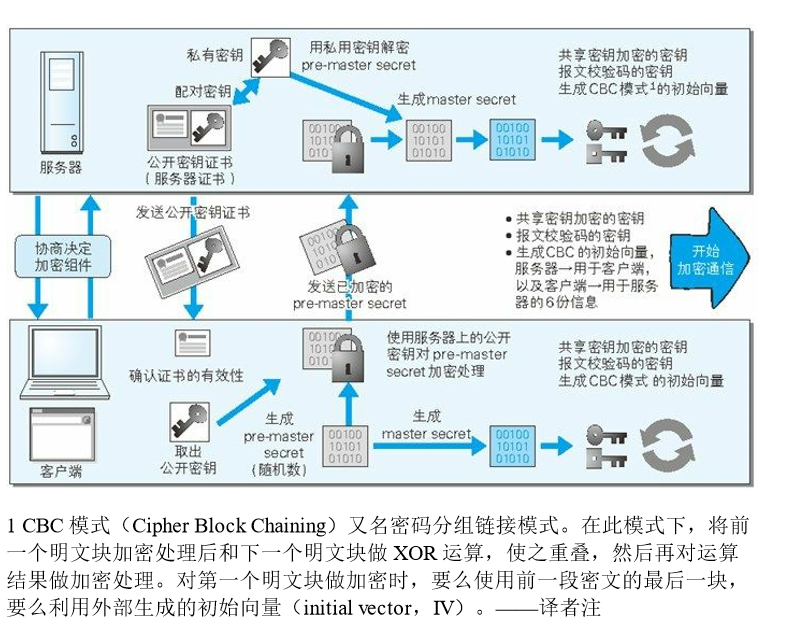 私有密钥
用私用密钥解密
pre-master secret
共享密钥加密的密钥
报文校验码的密钥
生成CBC模式1的初始向量
配对密钥
生成master secret
00100
10101
01010
00100
10101
01010
00100
10101
01010
服务器
公开密钥证书
(服务器证书)
协商决定
加密组件
发送公开密钥证书
00100
10101
01010
发送已加密的
pre-master secret
• 共享密钥加密的密钥
• 报文校验码的密钥
• 生成CBC的初始向量，
服务器→用于客户端，
以及客户端→用于服务
器的6份信息
开始
加密通信
确认证书的有效性
00100
10101
01010
使用服务器上的公开
密钥对pre-master
secret加密处理
共享密钥加密的密钥
报文校验码的密钥
生成CBC模式 的初始向量
客户端
取出
公开密钥
生成
pre-master
secret
(随机数)
00100
10101
01010
生成
master secret
00100
10101
01010
1 CBC 模式（Cipher Block Chaining）又名密码分组链接模式。在此模式下，将前
一个明文块加密处理后和下一个明文块做 XOR 运算，使之重叠，然后再对运算
结果做加密处理。对第一个明文块做加密时，要么使用前一段密文的最后一块，
要么利用外部生成的初始向量（initial vector，IV）。——译者注